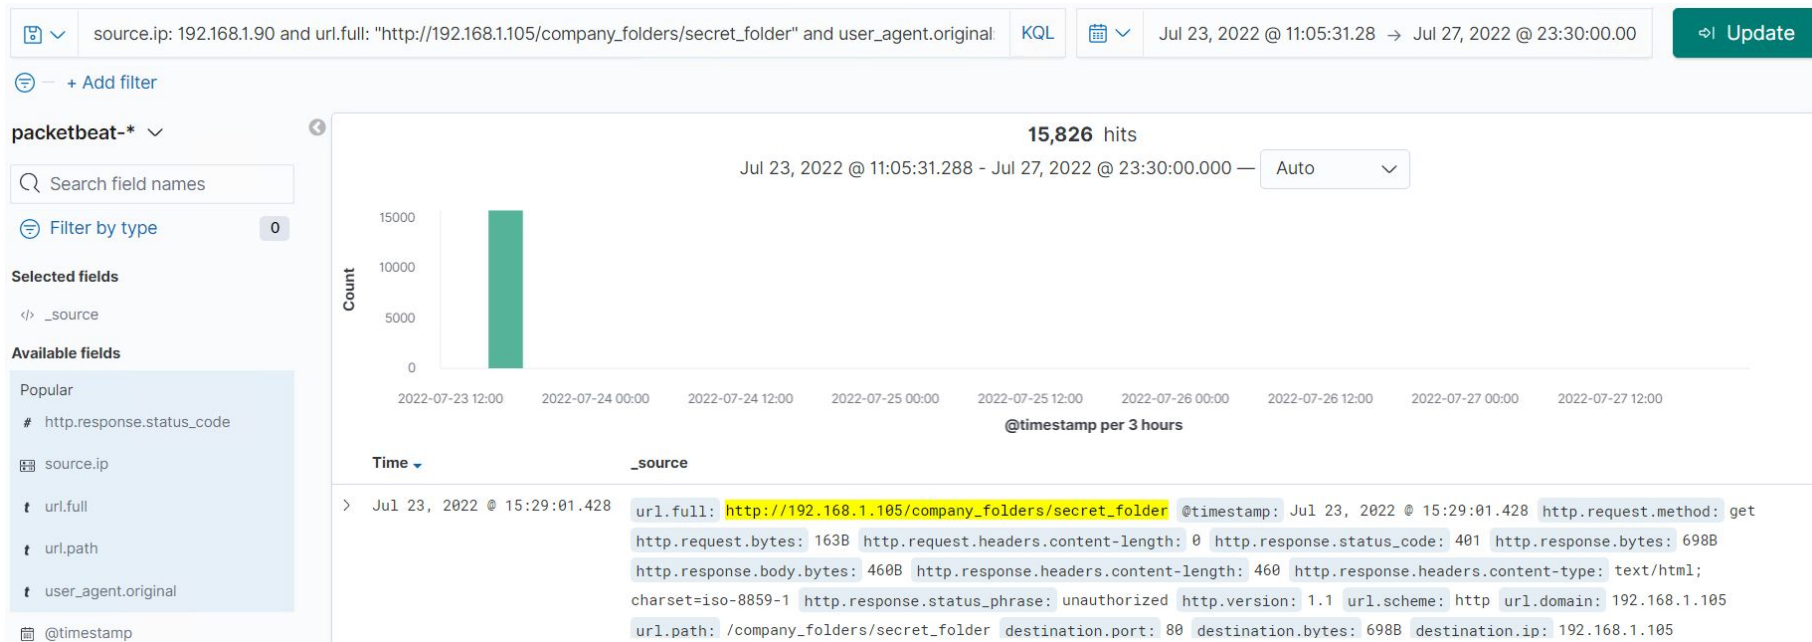 source.ip: 192.168.1.90 and url.full: "http://192.168.1.105/company_folders/secret_folder" and user_agent.original: KQL Jul 23, 2022 @ 11:05:31.28 → Jul 27, 2022 @ 23:30:00.00 Update
+ Add filter
packetbeat-*
15,826 hits
Jul 23, 2022 @ 11:05:31.288 - Jul 27, 2022 @ 23:30:00.000 — Auto
Search field names
Filter by type 0
Selected fields
</> _source
Available fields
Popular
# http.response.status_code
source.ip
t url.full
t url.path
t user_agent.original
@timestamp
Count
15000
10000
5000
0
2022-07-23 12:00 2022-07-24 00:00 2022-07-24 12:00 2022-07-25 00:00 2022-07-25 12:00 2022-07-26 00:00 2022-07-26 12:00 2022-07-27 00:00 2022-07-27 12:00
@timestamp per 3 hours
Time _source
> Jul 23, 2022 @ 15:29:01.428 url.full: http://192.168.1.105/company_folders/secret_folder @timestamp: Jul 23, 2022 @ 15:29:01.428 http.request.method: get
http.request.bytes: 163B http.request.headers.content-length: 0 http.response.status_code: 401 http.response.bytes: 698B
http.response.body.bytes: 460B http.response.headers.content-length: 460 http.response.headers.content-type: text/html;
charset=iso-8859-1 http.response.status_phrase: unauthorized http.version: 1.1 url.scheme: http url.domain: 192.168.1.105
url.path: /company_folders/secret_folder destination.port: 80 destination.bytes: 698B destination.ip: 192.168.1.105